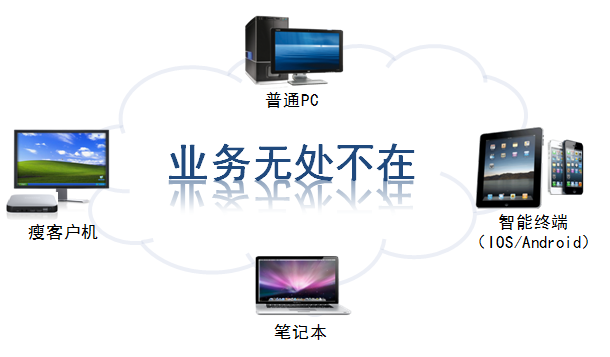 普通PC
业务无处不在
瘦客户机
智能终端
（IOS/Android）
笔记本